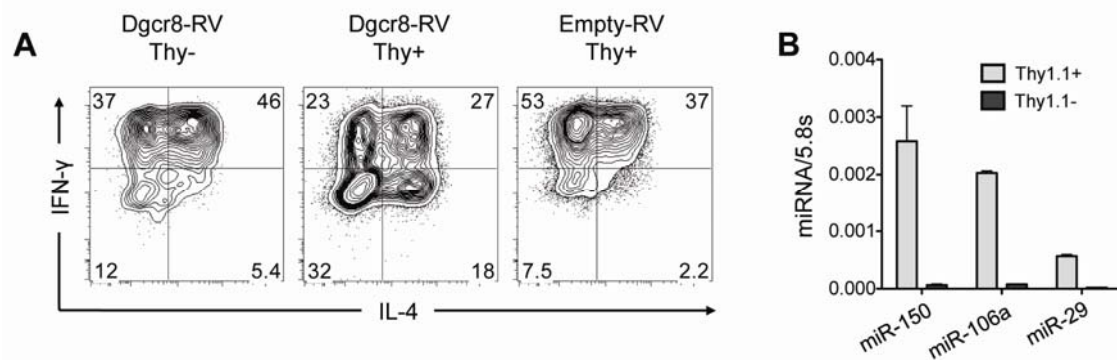 A
Dgcr8-RV
Thy-
Dgcr8-RV
Thy+
Empty-RV
Thy+
IFN-γ
37
46
12
5.4
23
27
32
18
53
37
7.5
2.2
IL-4
B
miRNA/5.8s
0.004
0.003
0.002
0.001
0.000
Thy1.1+
Thy1.1-
miR-150
miR-106a
miR-29